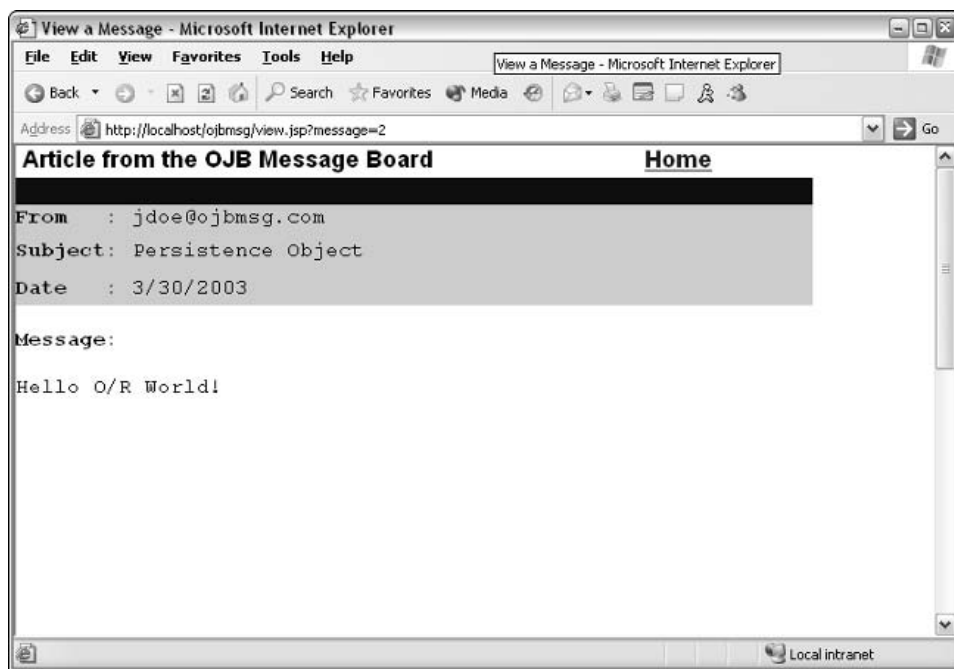 View a Message - Microsoft Internet Explorer
File Edit View Favorites Tools Help
View a Message - Microsoft Internet Explorer
Back Search Favorites Media
Address http://localhost/ojbmsg/view.jsp?message=2 Go
Article from the OJB Message Board Home
From : jdoe@ojbmsg.com
Subject: Persistence Object
Date : 3/30/2003
Message:
Hello O/R World!
Local intranet